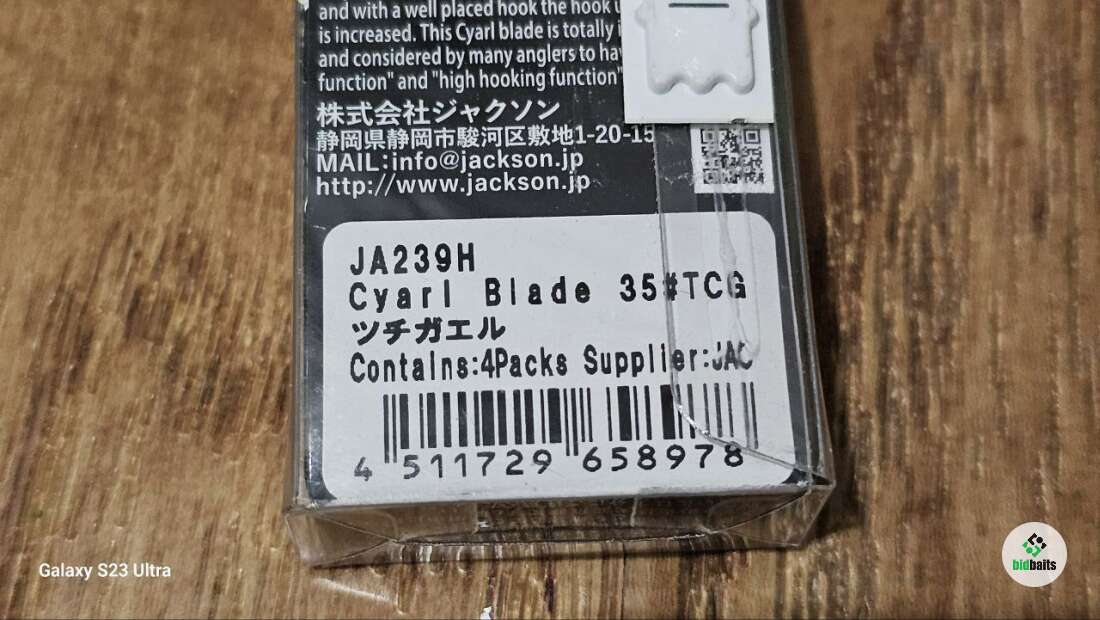 and with a well placed hook the hook
is increased. This Cyarl blade is totally
and considered by many anglers to
function" and "high hooking function"
株式会社ジャクソン
静岡県静岡市駿河区敷地1-20-15
MAIL:info@jackson.jp
http://www.jackson.jp
JA239H
Cyarl Blade 35#TCG
ツチガエル
Contains:4Packs Supplier:JAC
4 511729 658978
Galaxy S23 Ultra
bidbaits